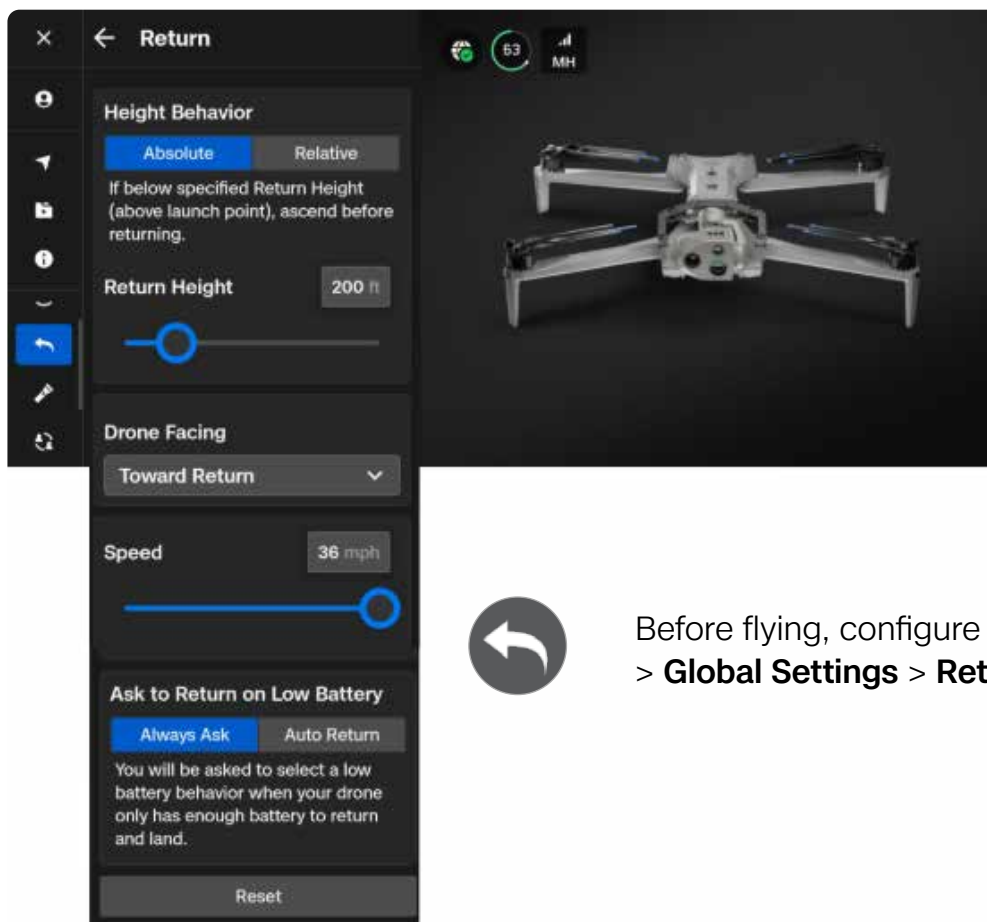 Return
63
MH
Height Behavior
Absolute
Relative
If below specified Return Height
(above launch point), ascend before
returning.
Return Height
200 ft
Drone Facing
Toward Return
Speed
36 mph
Before flying, configure
> Global Settings > Ret
Ask to Return on Low Battery
Always Ask
Auto Return
You will be asked to select a low
battery behavior when your drone
only has enough battery to return
and land.
Reset